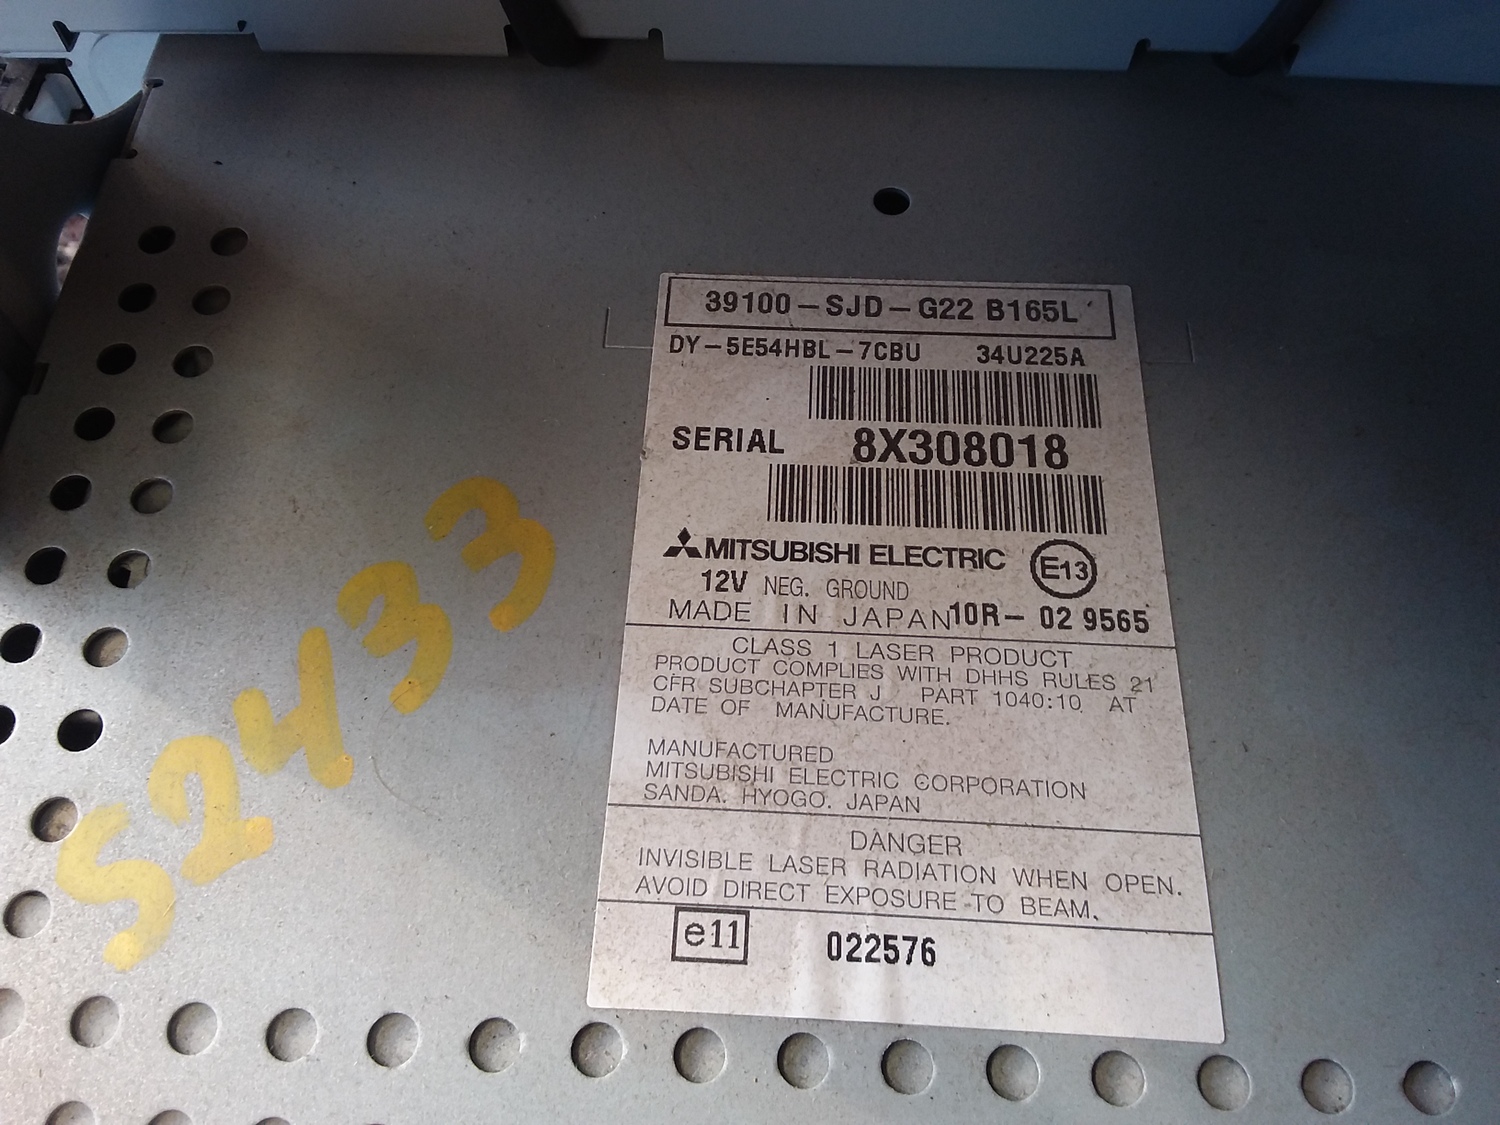 39100-SJD-G22 B165L
DY-5E54HBL-7CBU 34U225A
SERIAL 8X308018
MITSUBISHI ELECTRIC E13
12V NEG. GROUND
MADE IN JAPAN 10R-02 9565
CLASS 1 LASER PRODUCT
PRODUCT COMPLIES WITH DHHS RULES 21
CFR SUBCHAPTER J PART 1040:10 AT
DATE OF MANUFACTURE.
MANUFACTURED
MITSUBISHI ELECTRIC CORPORATION
SANDA. HYOGO. JAPAN
DANGER
INVISIBLE LASER RADIATION WHEN OPEN.
AVOID DIRECT EXPOSURE TO BEAM.
e11 022576
52433